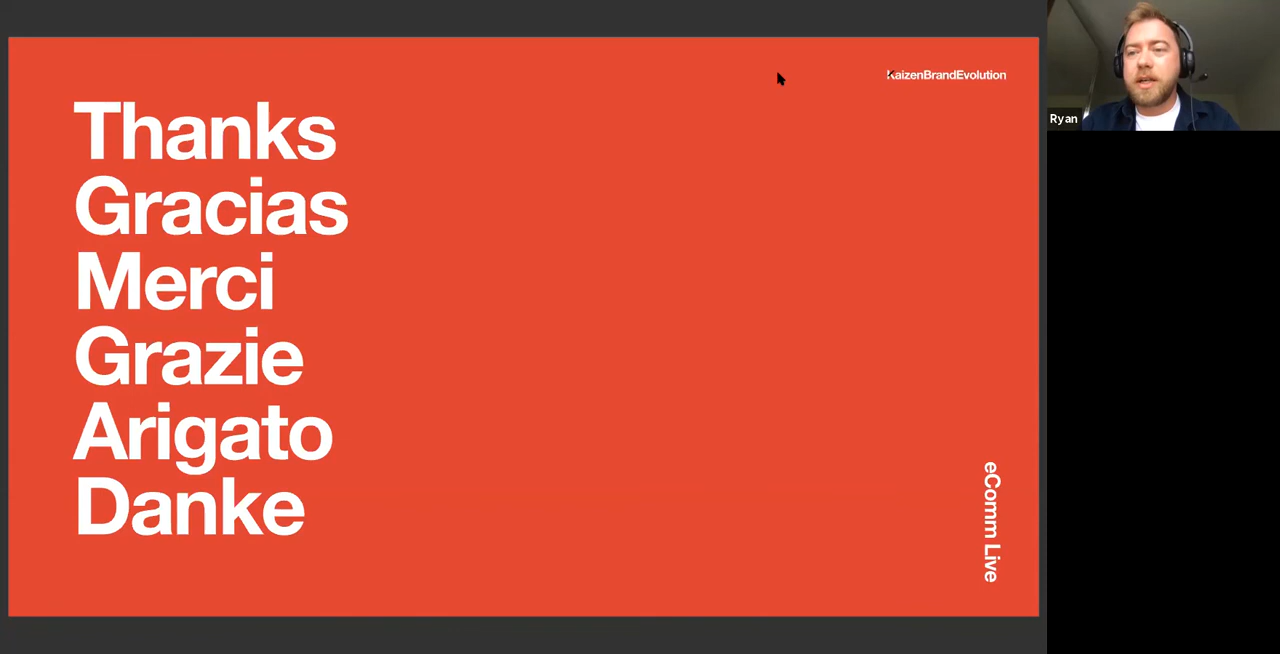 KaizenBrandEvolution
Thanks
Gracias
Merci
Grazie
Arigato
Danke
eComm Live
Ryan